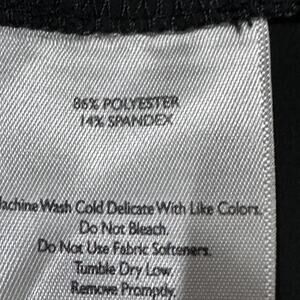 86% POLYESTER
14% SPANDEX
Machine Wash Cold Delicate With Like Colors.
Do Not Bleach.
Do Not Use Fabric Softeners.
Tumble Dry Low.
Remove Promptly.